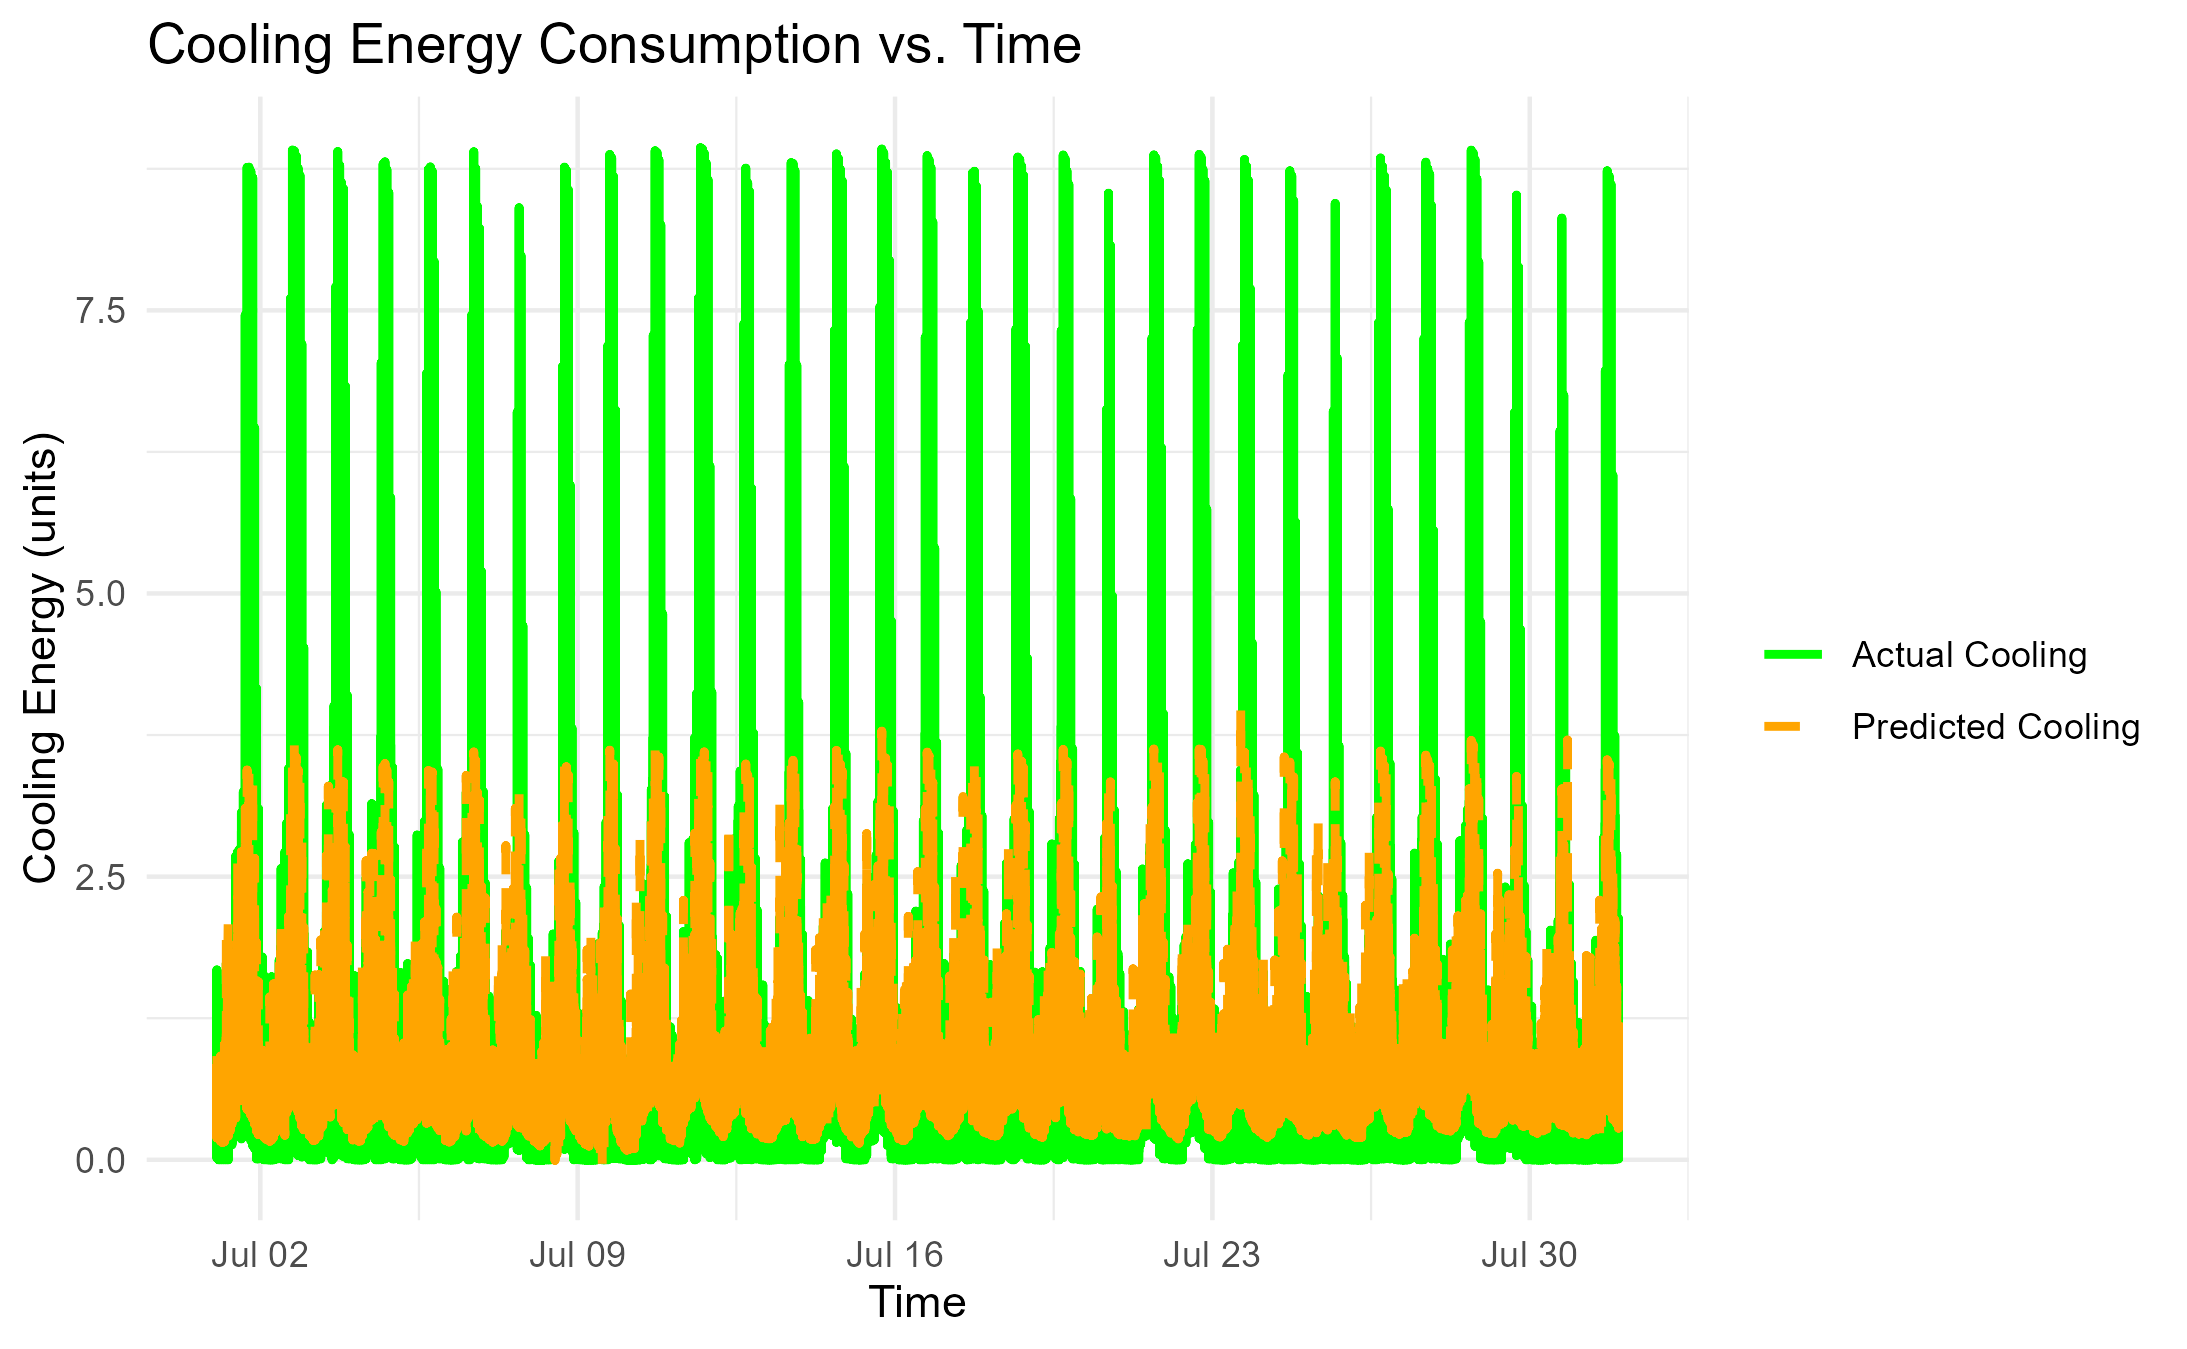 Cooling Energy Consumption vs. Time
Cooling Energy (units)
7.5
5.0
2.5
0.0
Jul 02
Jul 09
Jul 16
Jul 23
Jul 30
Time
Actual Cooling
Predicted Cooling